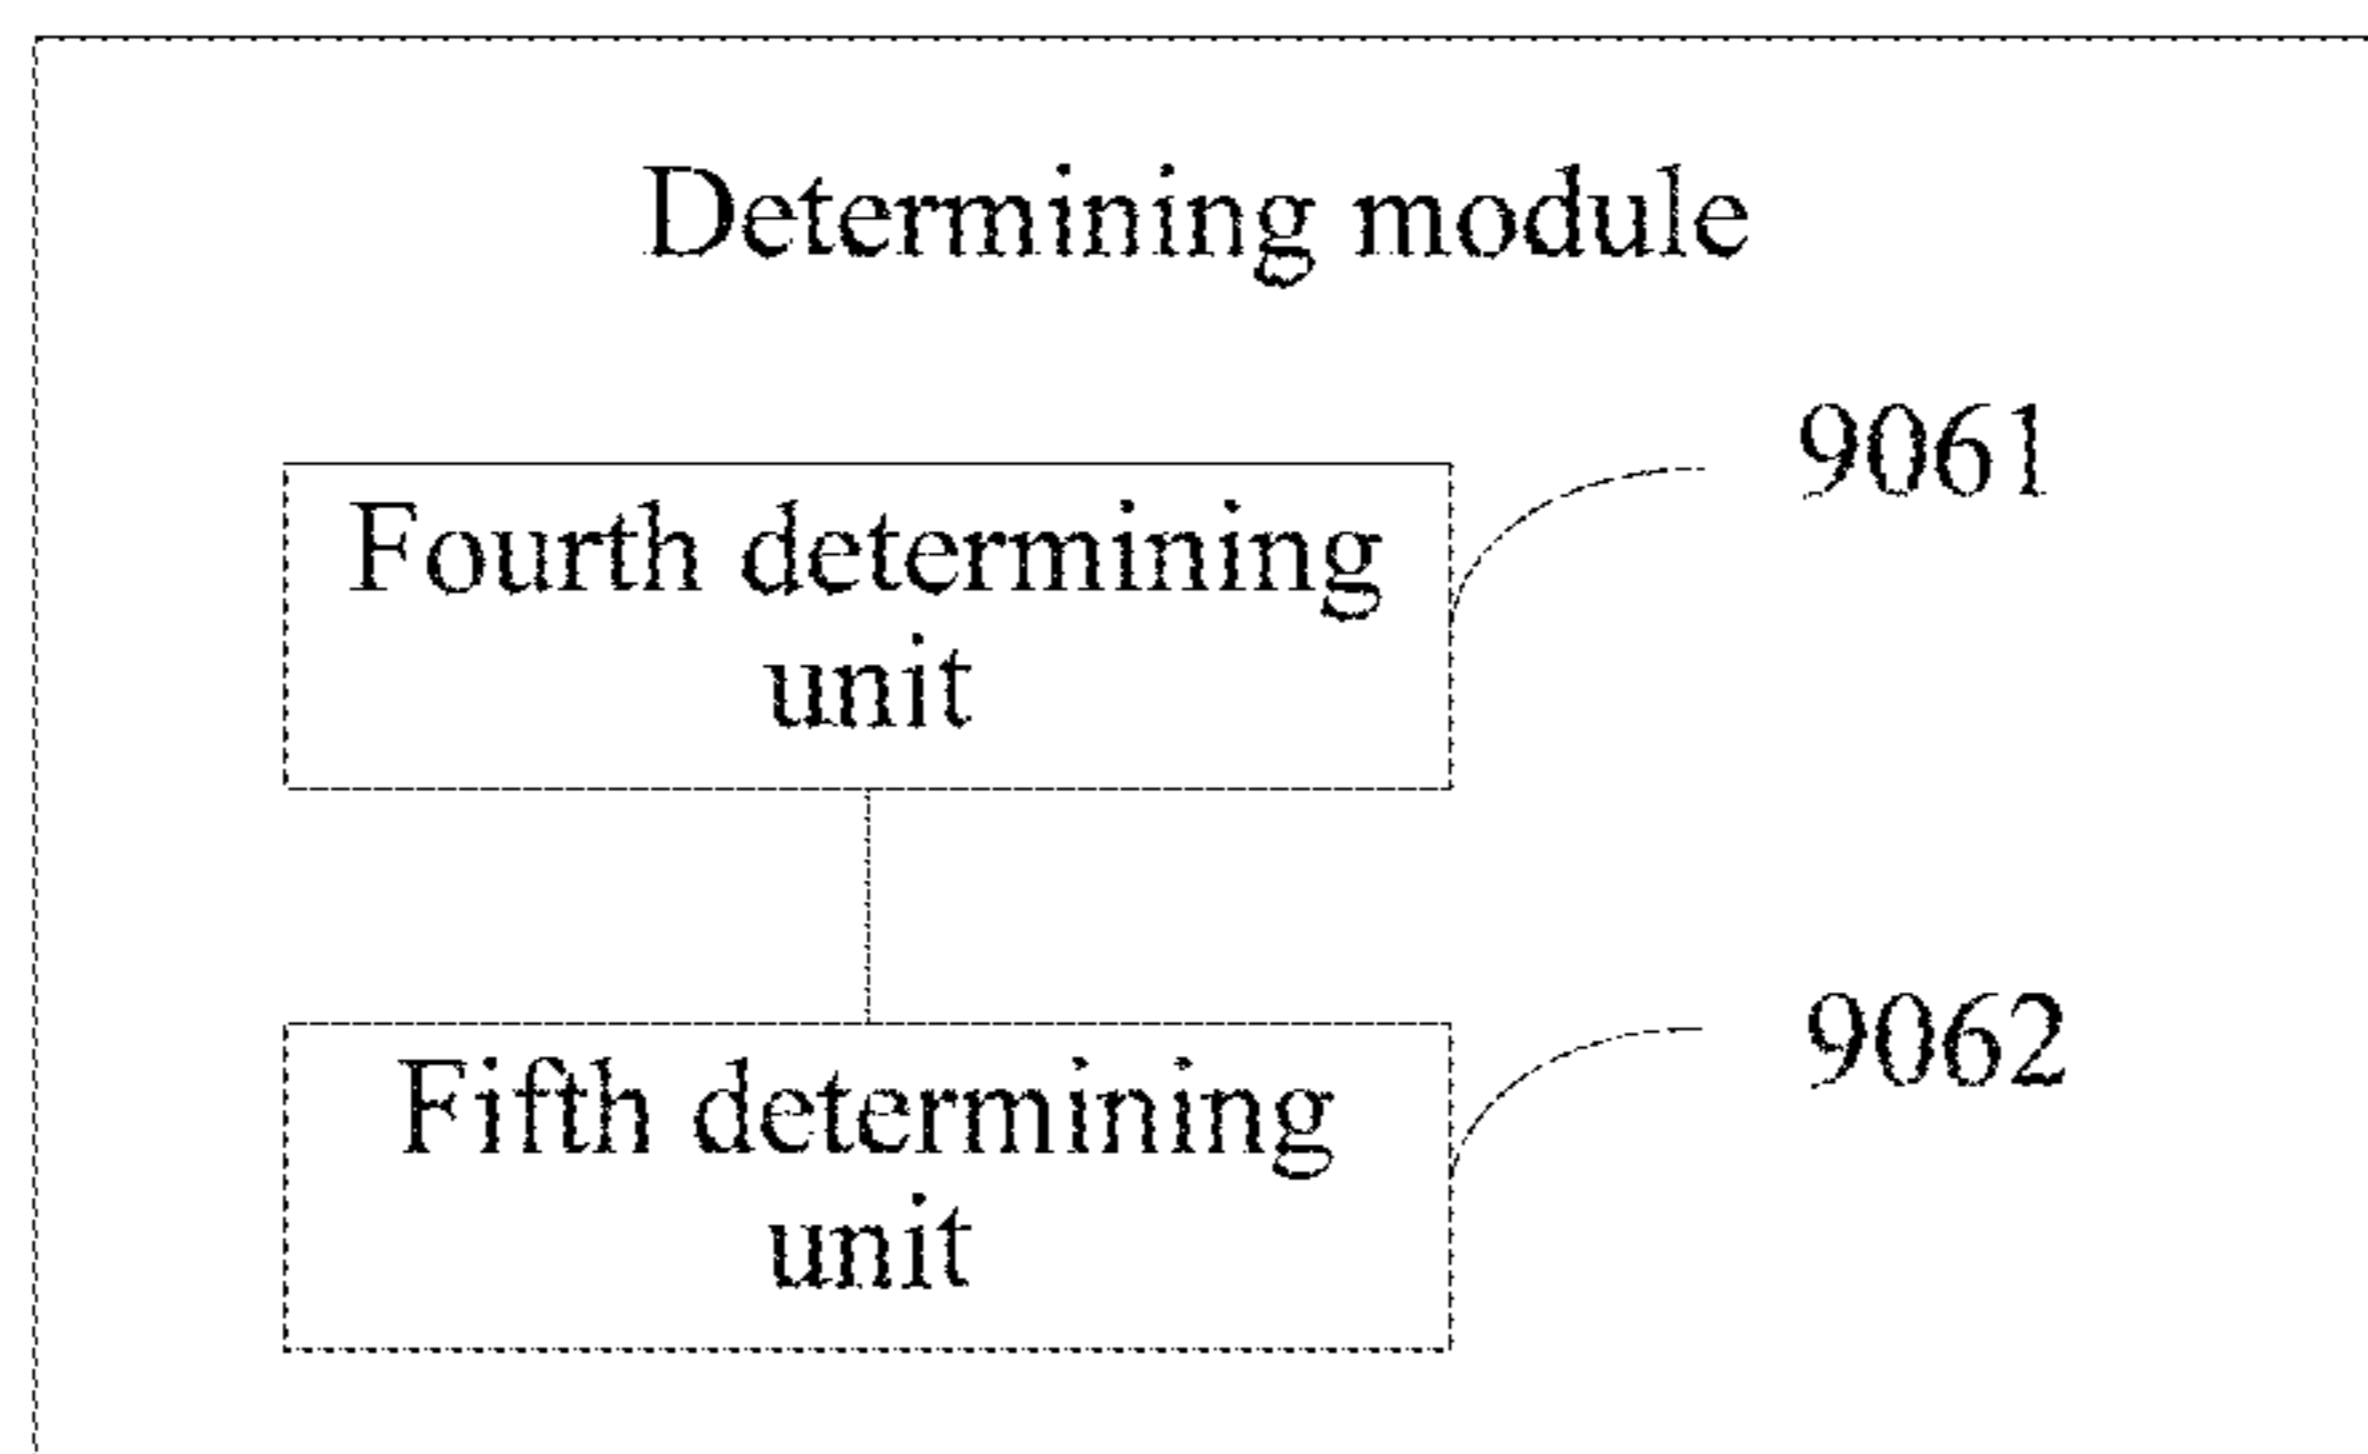 Determining module
9061
Fourth determining
unit
9062
Fifth determining
unit